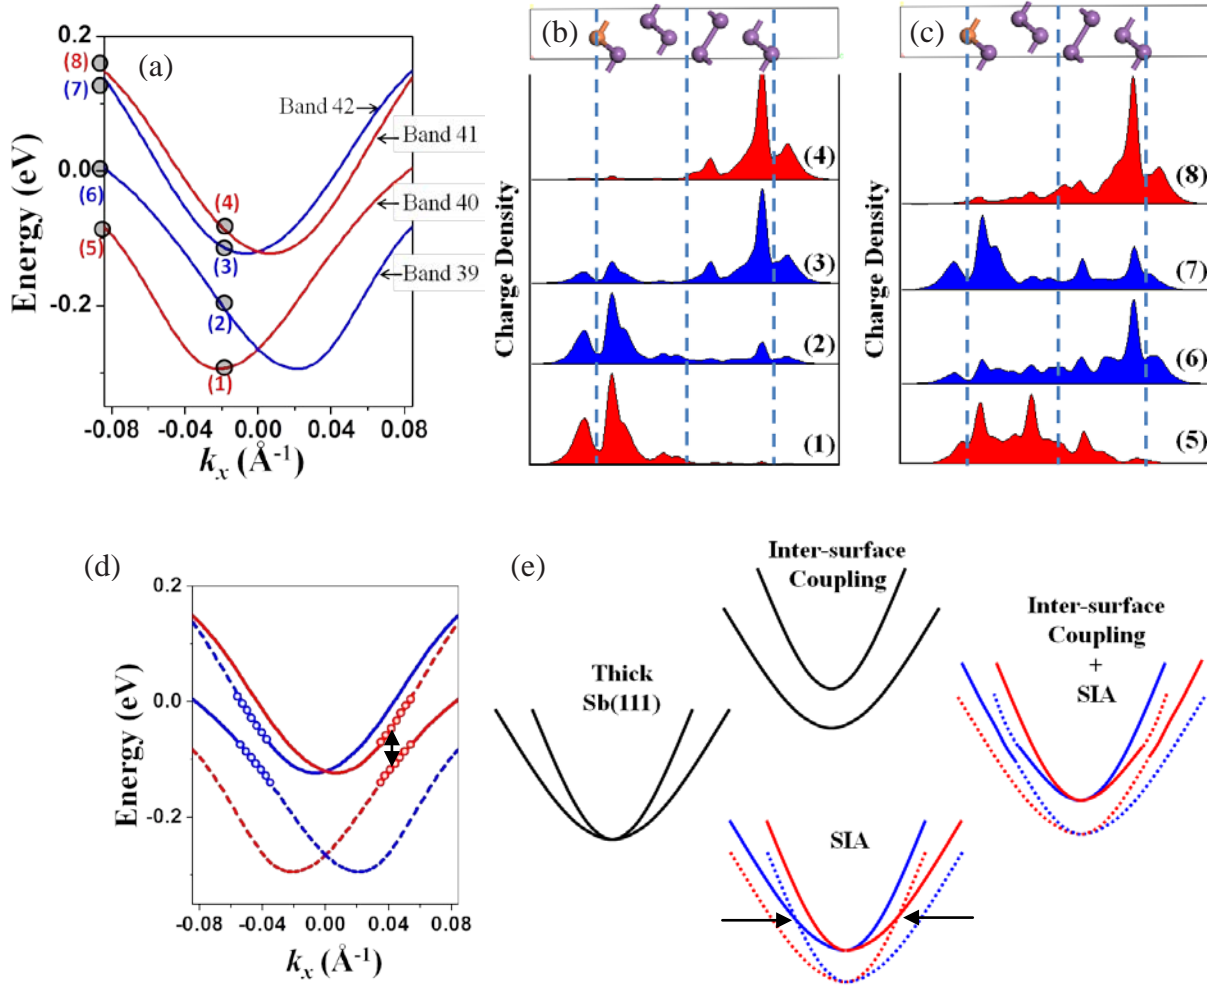 (a)
0.2
0.0
-0.2
Energy (eV)
(8)
(7)
(6)
(5)
(4)
(3)
(2)
(1)
Band 42
Band 41
Band 40
Band 39
-0.08 -0.04 0.00 0.04 0.08
kx (Å-1)
(b)
Charge Density
(4)
(3)
(2)
(1)
(c)
Charge Density
(8)
(7)
(6)
(5)
(d)
0.2
0.0
-0.2
Energy (eV)
-0.08 -0.04 0.00 0.04 0.08
kx (Å-1)
(e)
Thick
Sb(111)
Inter-surface
Coupling
SIA
Inter-surface
Coupling
+
SIA